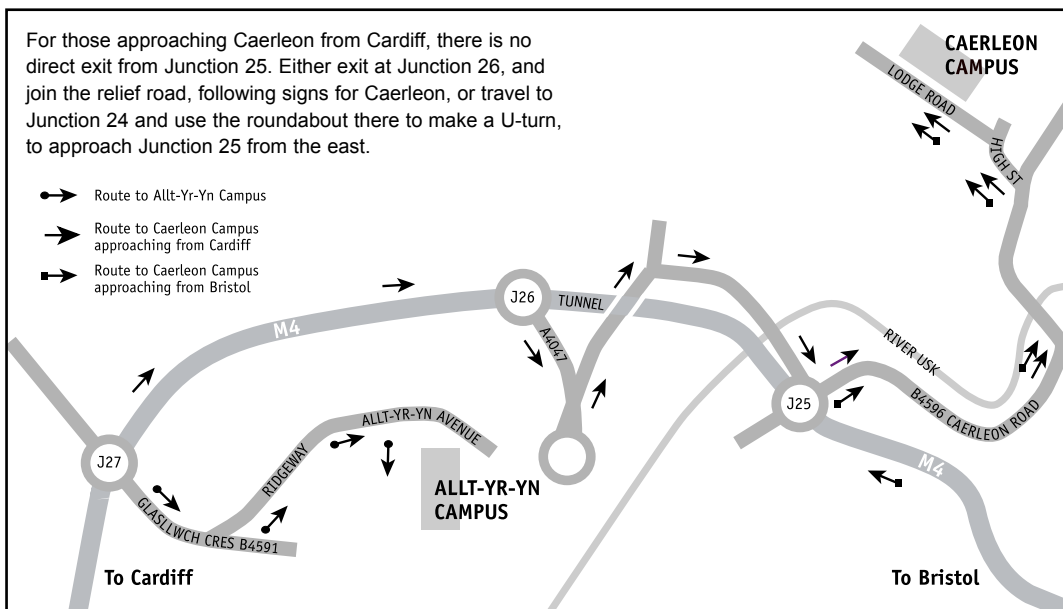 For those approaching Caerleon from Cardiff, there is no
direct exit from Junction 25. Either exit at Junction 26, and
join the relief road, following signs for Caerleon, or travel to
Junction 24 and use the roundabout there to make a U-turn,
to approach Junction 25 from the east.
Route to Allt-Yr-Yn Campus
Route to Caerleon Campus
approaching from Cardiff
Route to Caerleon Campus
approaching from Bristol
CAERLEON
CAMPUS
LODGE ROAD
HIGH ST
J26
TUNNEL
M4
A4047
RIVER USK
J25
B4596 CAERLEON ROAD
M4
J27
ALLT-YR-YN AVENUE
RIDGEWAY
GLASLLWCH CRES B4591
ALLT-YR-YN
CAMPUS
To Cardiff
To Bristol